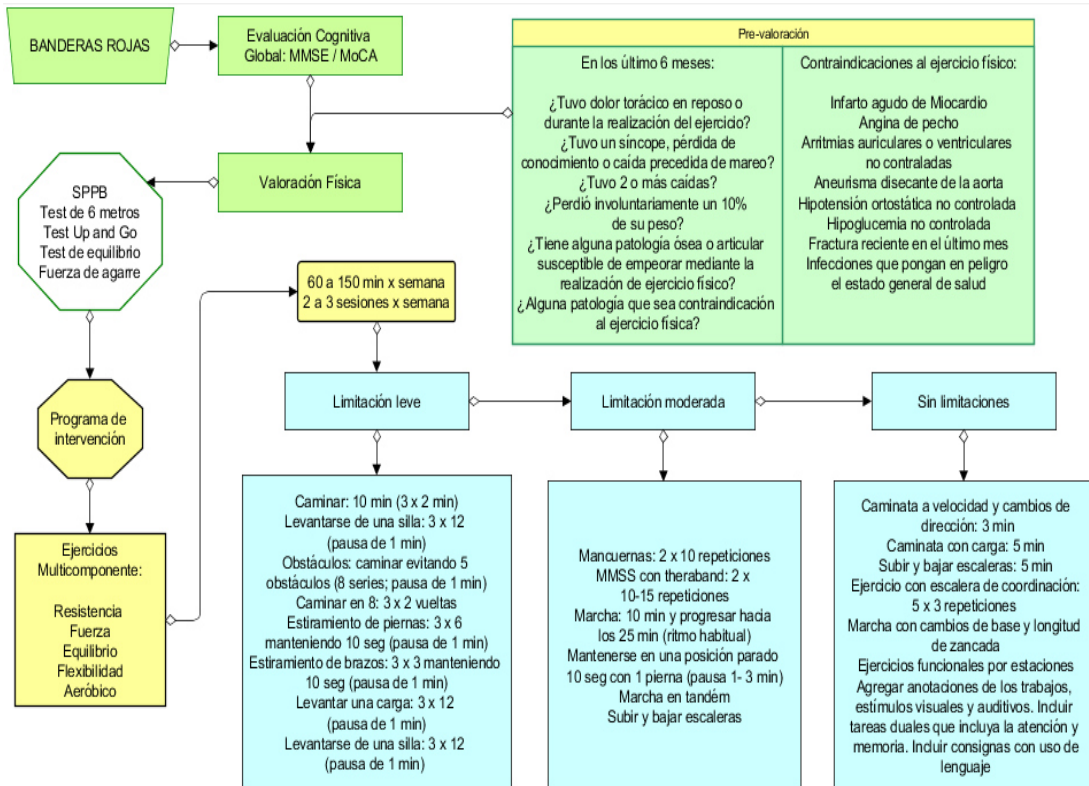 BANDERAS ROJAS
Evaluación Cognitiva
Global: MMSE / MoCA
Pre-valoración
En los último 6 meses:
¿Tuvo dolor torácico en reposo o
durante la realización del ejercicio?
¿Tuvo un síncope, pérdida de
conocimiento o caída precedida de mareo?
¿Tuvo 2 o más caídas?
¿Perdió involuntariamente un 10%
de su peso?
¿Tiene alguna patología ósea o articular
susceptible de empeorar mediante la
realización de ejercicio físico?
¿Alguna patología que sea contraindicación
al ejercicio física?
Contraindicaciones al ejercicio físico:
Infarto agudo de Miocardio
Angina de pecho
Arritmias auriculares o ventriculares
no contraladas
Aneurisma disecante de la aorta
Hipotensión ortostática no controlada
Hipoglucemia no controlada
Fractura reciente en el último mes
Infecciones que pongan en peligro
el estado general de salud
Valoración Física
SPPB
Test de 6 metros
Test Up and Go
Test de equilibrio
Fuerza de agarre
Programa de
intervención
Ejercicios
Multicomponente:
Resistencia
Fuerza
Equilibrio
Flexibilidad
Aeróbico
60 a 150 min x semana
2 a 3 sesiones x semana
Limitación leve
Limitación moderada
Sin limitaciones
Caminar: 10 min (3 x 2 min)
Levantarse de una silla: 3 x 12
(pausa de 1 min)
Obstáculos: caminar evitando 5
obstáculos (8 series; pausa de 1 min)
Caminar en 8: 3 x 2 vueltas
Estiramiento de piernas: 3 x 6
manteniendo 10 seg (pausa de 1 min)
Estiramiento de brazos: 3 x 3 manteniendo
10 seg (pausa de 1 min)
Levantar una carga: 3 x 12
(pausa de 1 min)
Levantarse de una silla: 3 x 12
(pausa de 1 min)
Mancuernas: 2 x 10 repeticiones
MMSS con theraband: 2 x
10-15 repeticiones
Marcha: 10 min y progresar hacia
los 25 min (ritmo habitual)
Mantenerse en una posición parado
10 seg con 1 pierna (pausa 1- 3 min)
Marcha en tandém
Subir y bajar escaleras
Caminata a velocidad y cambios de
dirección: 3 min
Caminata con carga: 5 min
Subir y bajar escaleras: 5 min
Ejercicio con escalera de coordinación:
5 x 3 repeticiones
Marcha con cambios de base y longitud
de zancada
Ejercicios funcionales por estaciones
Agregar anotaciones de los trabajos,
estímulos visuales y auditivos. Incluir
tareas duales que incluya la atención y
memoria. Incluir consignas con uso de
lenguaje